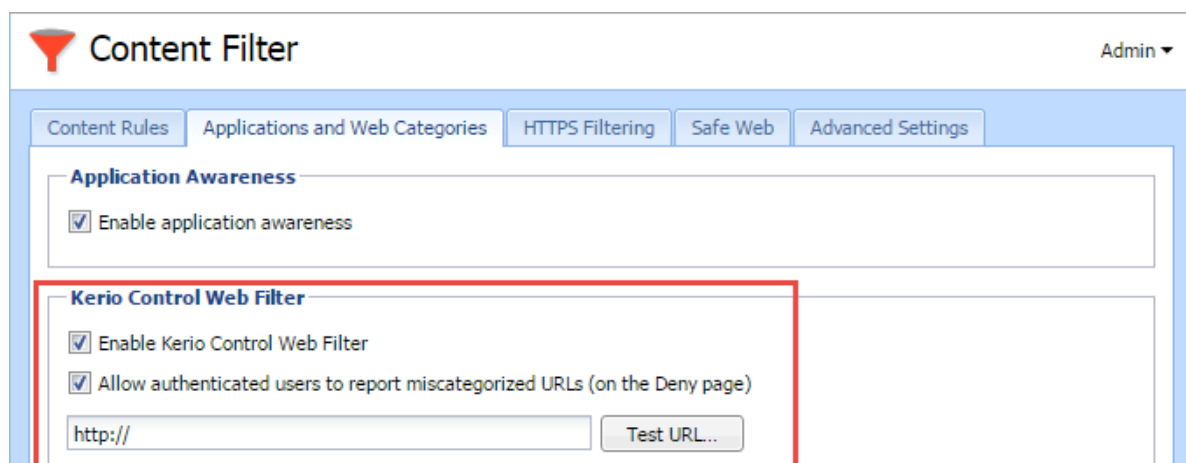 Content Filter
Admin
Content Rules Applications and Web Categories HTTPS Filtering Safe Web Advanced Settings
Application Awareness
Enable application awareness
Kerio Control Web Filter
Enable Kerio Control Web Filter
Allow authenticated users to report miscategorized URLs (on the Deny page)
http:// Test URL...